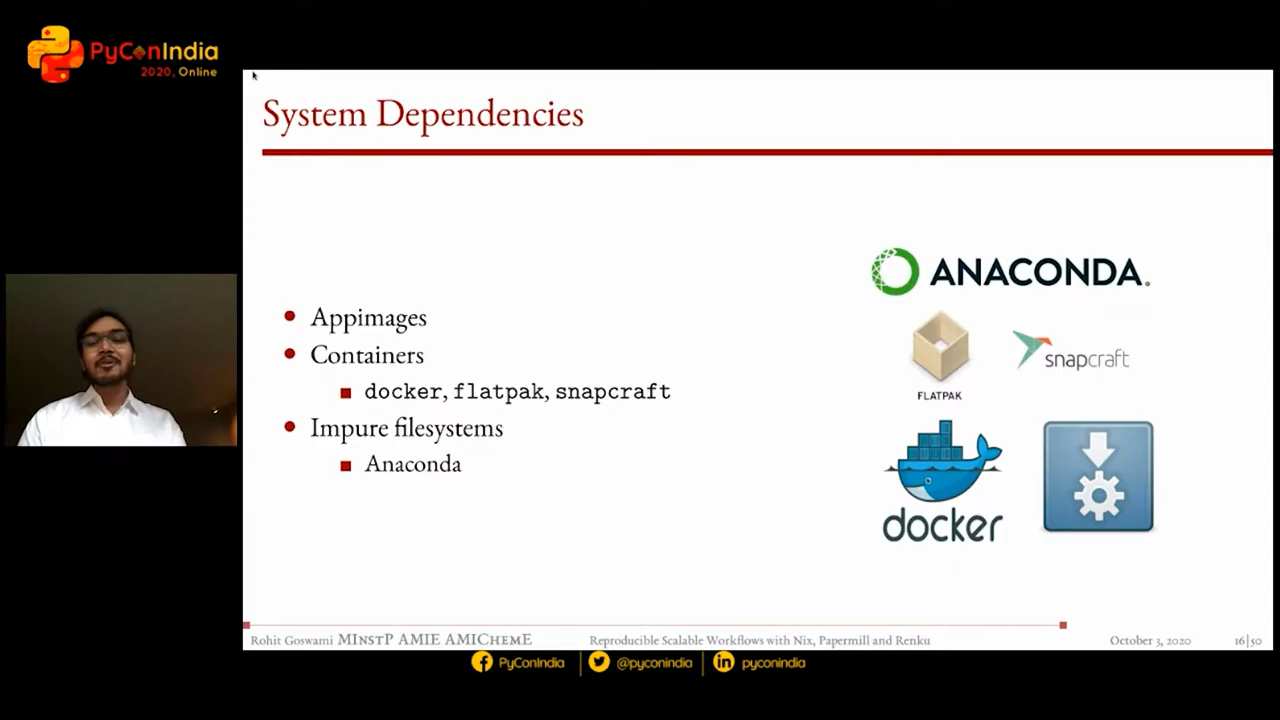 PyConIndia
2020, Online
System Dependencies
Appimages
Containers
docker, flatpak, snapcraft
Impure filesystems
Anaconda
ANACONDA.
FLATPAK
snapcraft
docker
Rohit Goswami MInstP AMIE AMIChemE
Reproducible Scalable Workflows with Nix, Papermill and Renku
October 3, 2020
16|50
PyConIndia
@pyconindia
pyconindia